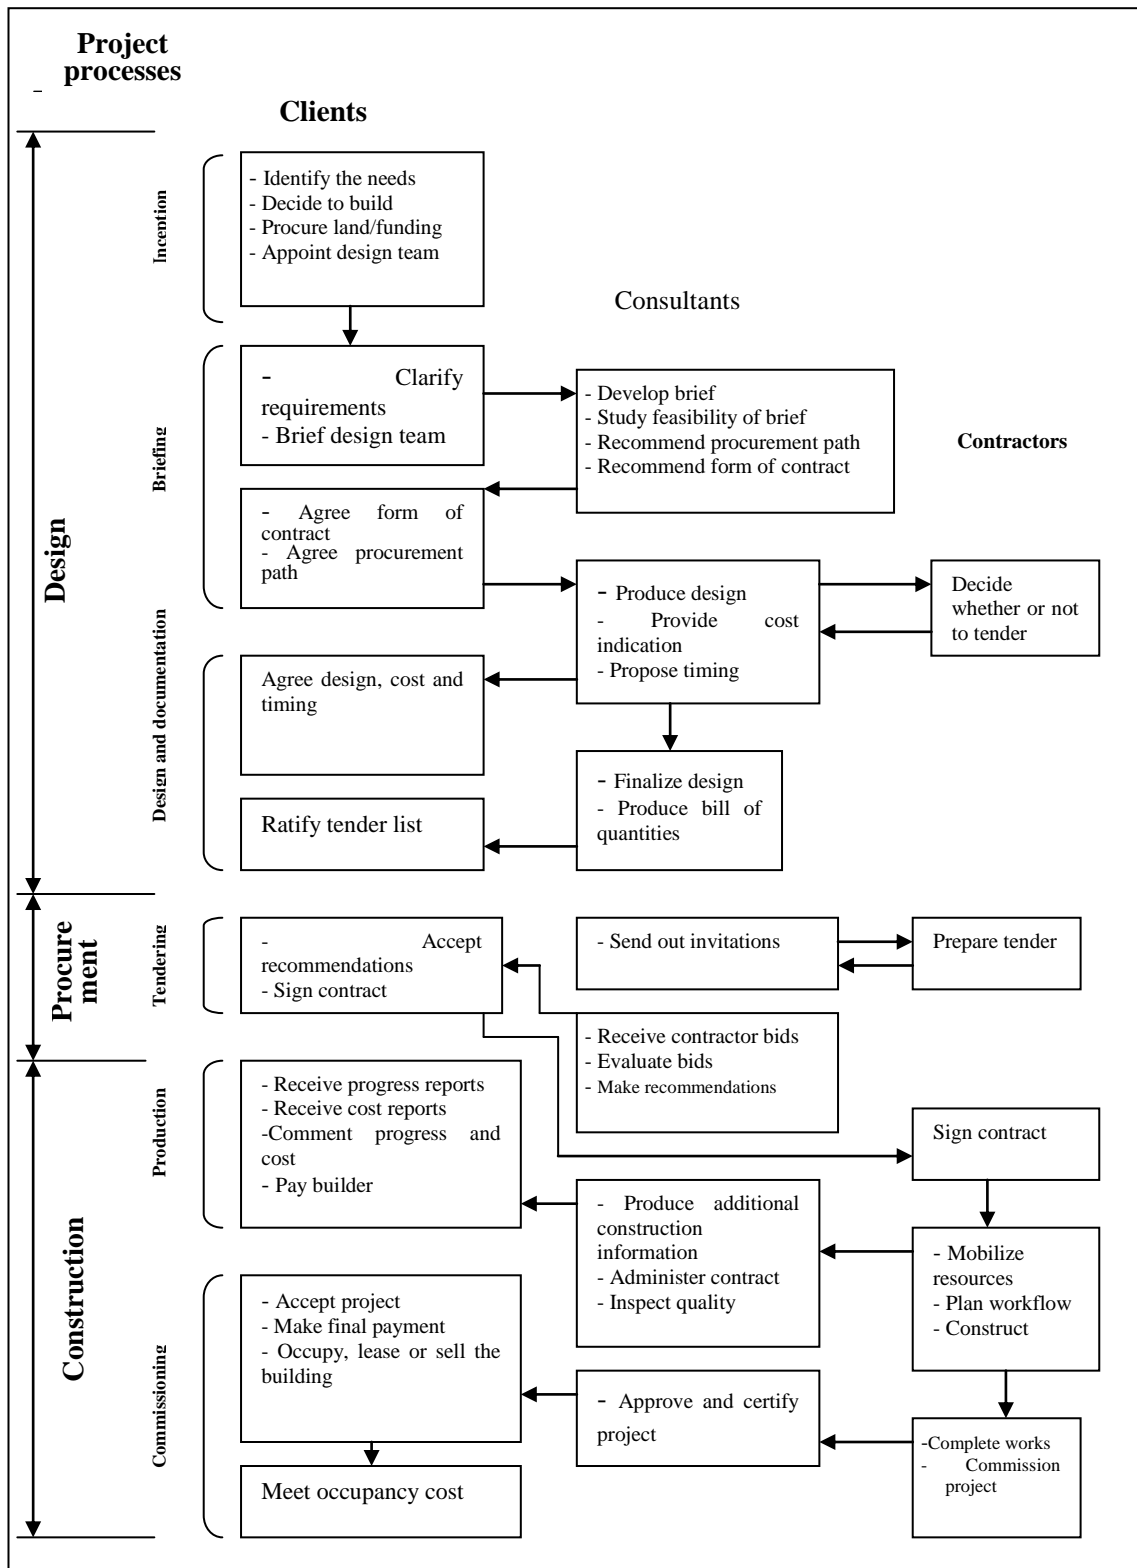 Project
processes
-
Clients
Incention
- Identify the needs
- Decide to build
- Procure land/funding
- Appoint design team
Consultants
Briefing
- Clarify
requirements
- Brief design team
- Develop brief
- Study feasibility of brief
- Recommend procurement path
- Recommend form of contract
Contractors
Design
- Agree form of
contract
- Agree procurement
path
- Produce design
- Provide cost
indication
- Propose timing
Decide
whether or not
to tender
Design and documentation
Agree design, cost and
timing
- Finalize design
- Produce bill of
quantities
Ratify tender list
Procure
ment
Tendering
- Accept
recommendations
- Sign contract
- Send out invitations
Prepare tender
- Receive contractor bids
- Evaluate bids
- Make recommendations
Construction
Production
- Receive progress reports
- Receive cost reports
-Comment progress and
cost
- Pay builder
Sign contract
- Produce additional
construction
information
- Administer contract
- Inspect quality
- Mobilize
resources
- Plan workflow
- Construct
Commissioning
- Accept project
- Make final payment
- Occupy, lease or sell the
building
- Approve and certify
project
-Complete works
- Commission
project
Meet occupancy cost